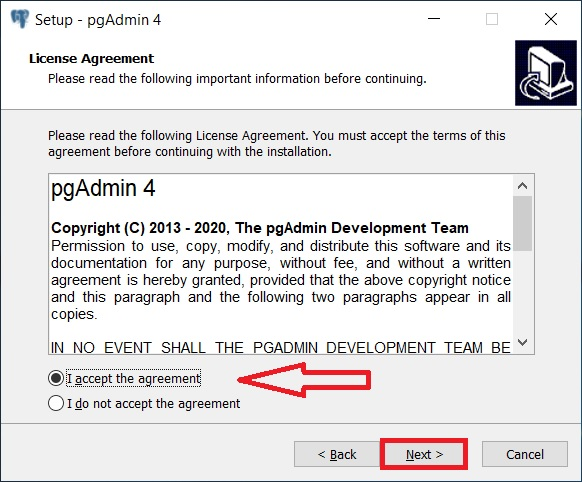 Setup - pgAdmin 4
License Agreement
Please read the following important information before continuing.
Please read the following License Agreement. You must accept the terms of this
agreement before continuing with the installation.
pgAdmin 4
Copyright (C) 2013 - 2020, The pgAdmin Development Team
Permission to use, copy, modify, and distribute this software and its
documentation for any purpose, without fee, and without a written
agreement is hereby granted, provided that the above copyright notice
and this paragraph and the following two paragraphs appear in all
copies.
IN NO EVENT SHALL THE PGADMIN DEVELOPMENT TEAM BE
I accept the agreement
I do not accept the agreement
< Back
Next >
Cancel